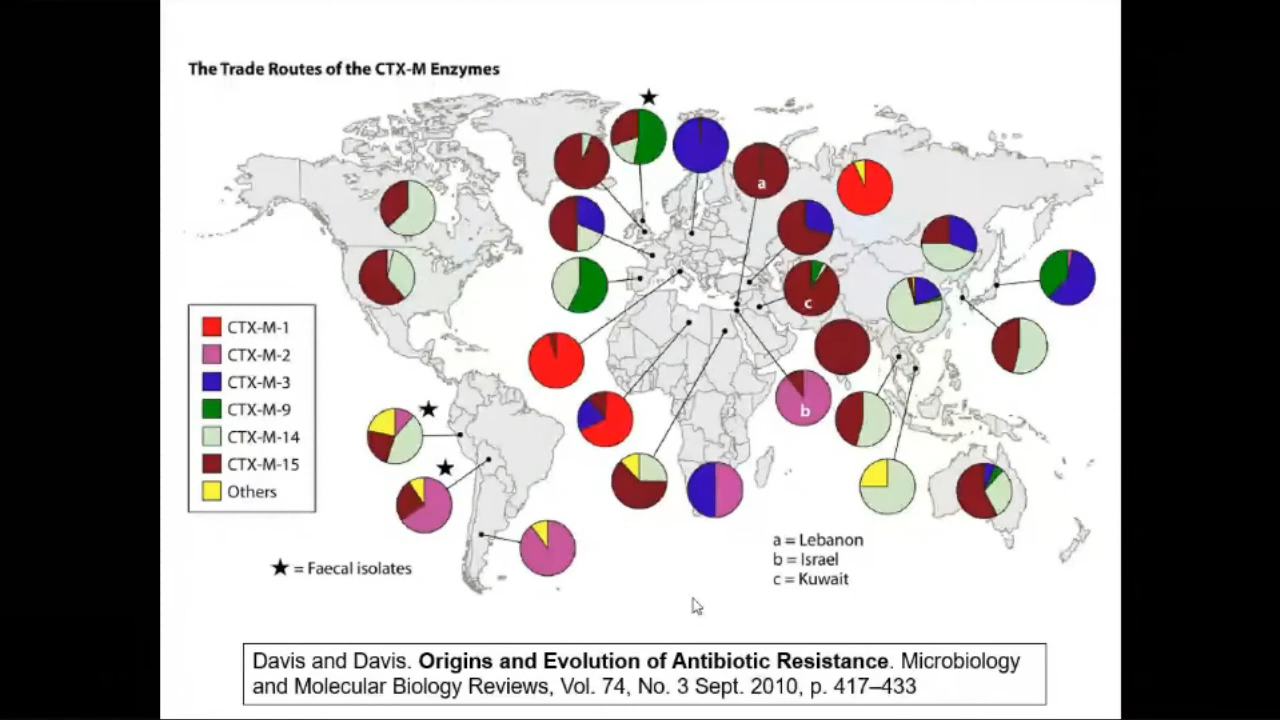 The Trade Routes of the CTX-M Enzymes
a
c
b
CTX-M-1
CTX-M-2
CTX-M-3
CTX-M-9
CTX-M-14
CTX-M-15
Others
★ = Faecal isolates
a = Lebanon
b = Israel
c = Kuwait
Davis and Davis. Origins and Evolution of Antibiotic Resistance. Microbiology
and Molecular Biology Reviews, Vol. 74, No. 3 Sept. 2010, p. 417–433